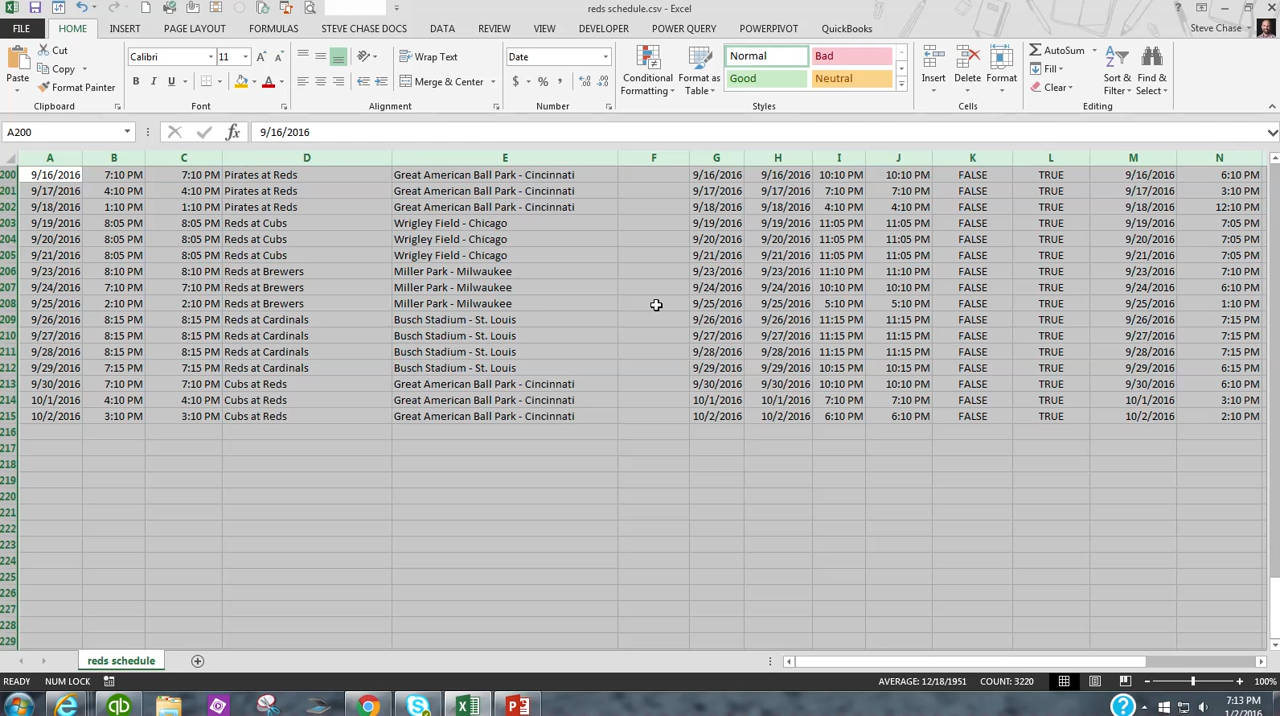 reds schedule.csv - Excel
FILE HOME INSERT PAGE LAYOUT FORMULAS STEVE CHASE DOCS DATA REVIEW VIEW DEVELOPER POWER QUERY POWERPIVOT QuickBooks Steve Chase
Cut Calibri 11 Wrap Text Date Normal Bad AutoSum
Copy Fill
Paste Format Painter B I U Merge & Center $ % , Conditional Formatting Format as Table Good Neutral Insert Delete Format Clear Sort & Filter Find & Select
Clipboard Font Alignment Number Styles Cells Editing
A200 fx 9/16/2016
A B C D E F G H I J K L M N
200 9/16/2016 7:10 PM 7:10 PM Pirates at Reds Great American Ball Park - Cincinnati 9/16/2016 9/16/2016 10:10 PM 10:10 PM FALSE TRUE 9/16/2016 6:10 PM
201 9/17/2016 4:10 PM 4:10 PM Pirates at Reds Great American Ball Park - Cincinnati 9/17/2016 9/17/2016 7:10 PM 7:10 PM FALSE TRUE 9/17/2016 3:10 PM
202 9/18/2016 1:10 PM 1:10 PM Pirates at Reds Great American Ball Park - Cincinnati 9/18/2016 9/18/2016 4:10 PM 4:10 PM FALSE TRUE 9/18/2016 12:10 PM
203 9/19/2016 8:05 PM 8:05 PM Reds at Cubs Wrigley Field - Chicago 9/19/2016 9/19/2016 11:05 PM 11:05 PM FALSE TRUE 9/19/2016 7:05 PM
204 9/20/2016 8:05 PM 8:05 PM Reds at Cubs Wrigley Field - Chicago 9/20/2016 9/20/2016 11:05 PM 11:05 PM FALSE TRUE 9/20/2016 7:05 PM
205 9/21/2016 8:05 PM 8:05 PM Reds at Cubs Wrigley Field - Chicago 9/21/2016 9/21/2016 11:05 PM 11:05 PM FALSE TRUE 9/21/2016 7:05 PM
206 9/23/2016 8:10 PM 8:10 PM Reds at Brewers Miller Park - Milwaukee 9/23/2016 9/23/2016 11:10 PM 11:10 PM FALSE TRUE 9/23/2016 7:10 PM
207 9/24/2016 7:10 PM 7:10 PM Reds at Brewers Miller Park - Milwaukee 9/24/2016 9/24/2016 10:10 PM 10:10 PM FALSE TRUE 9/24/2016 6:10 PM
208 9/25/2016 2:10 PM 2:10 PM Reds at Brewers Miller Park - Milwaukee 9/25/2016 9/25/2016 5:10 PM 5:10 PM FALSE TRUE 9/25/2016 1:10 PM
209 9/26/2016 8:15 PM 8:15 PM Reds at Cardinals Busch Stadium - St. Louis 9/26/2016 9/26/2016 11:15 PM 11:15 PM FALSE TRUE 9/26/2016 7:15 PM
210 9/27/2016 8:15 PM 8:15 PM Reds at Cardinals Busch Stadium - St. Louis 9/27/2016 9/27/2016 11:15 PM 11:15 PM FALSE TRUE 9/27/2016 7:15 PM
211 9/28/2016 8:15 PM 8:15 PM Reds at Cardinals Busch Stadium - St. Louis 9/28/2016 9/28/2016 11:15 PM 11:15 PM FALSE TRUE 9/28/2016 7:15 PM
212 9/29/2016 7:15 PM 7:15 PM Reds at Cardinals Busch Stadium - St. Louis 9/29/2016 9/29/2016 10:15 PM 10:15 PM FALSE TRUE 9/29/2016 6:15 PM
213 9/30/2016 7:10 PM 7:10 PM Cubs at Reds Great American Ball Park - Cincinnati 9/30/2016 9/30/2016 10:10 PM 10:10 PM FALSE TRUE 9/30/2016 6:10 PM
214 10/1/2016 4:10 PM 4:10 PM Cubs at Reds Great American Ball Park - Cincinnati 10/1/2016 10/1/2016 7:10 PM 7:10 PM FALSE TRUE 10/1/2016 3:10 PM
215 10/2/2016 3:10 PM 3:10 PM Cubs at Reds Great American Ball Park - Cincinnati 10/2/2016 10/2/2016 6:10 PM 6:10 PM FALSE TRUE 10/2/2016 2:10 PM
216
217
218
219
220
221
222
223
224
225
226
227
228
229
reds schedule
READY NUM LOCK AVERAGE: 12/18/1951 COUNT: 3220 100%
7:13 PM
1/2/2016